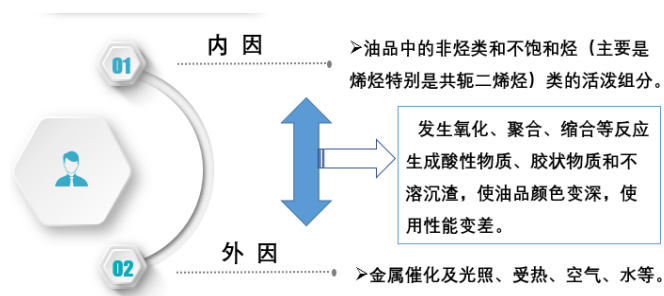 01
内 因
➢油品中的非烃类和不饱和烃（主要是
烯烃特别是共轭二烯烃）类的活泼组分。
发生氧化、聚合、缩合等反应
生成酸性物质、胶状物质和不
溶沉渣，使油品颜色变深，使
用性能变差。
外 因
02
➢金属催化及光照、受热、空气、水等。